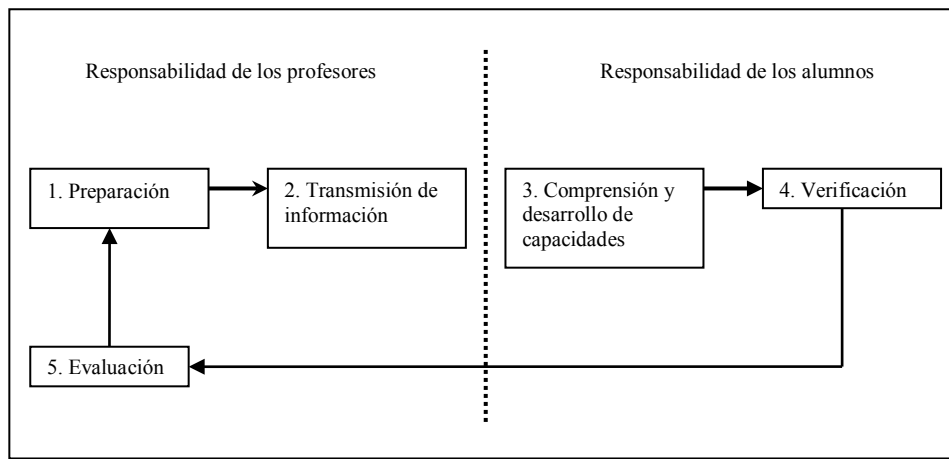 Responsabilidad de los profesores
Responsabilidad de los alumnos
1. Preparación
2. Transmisión de
información
3. Comprensión y
desarrollo de
capacidades
4. Verificación
5. Evaluación